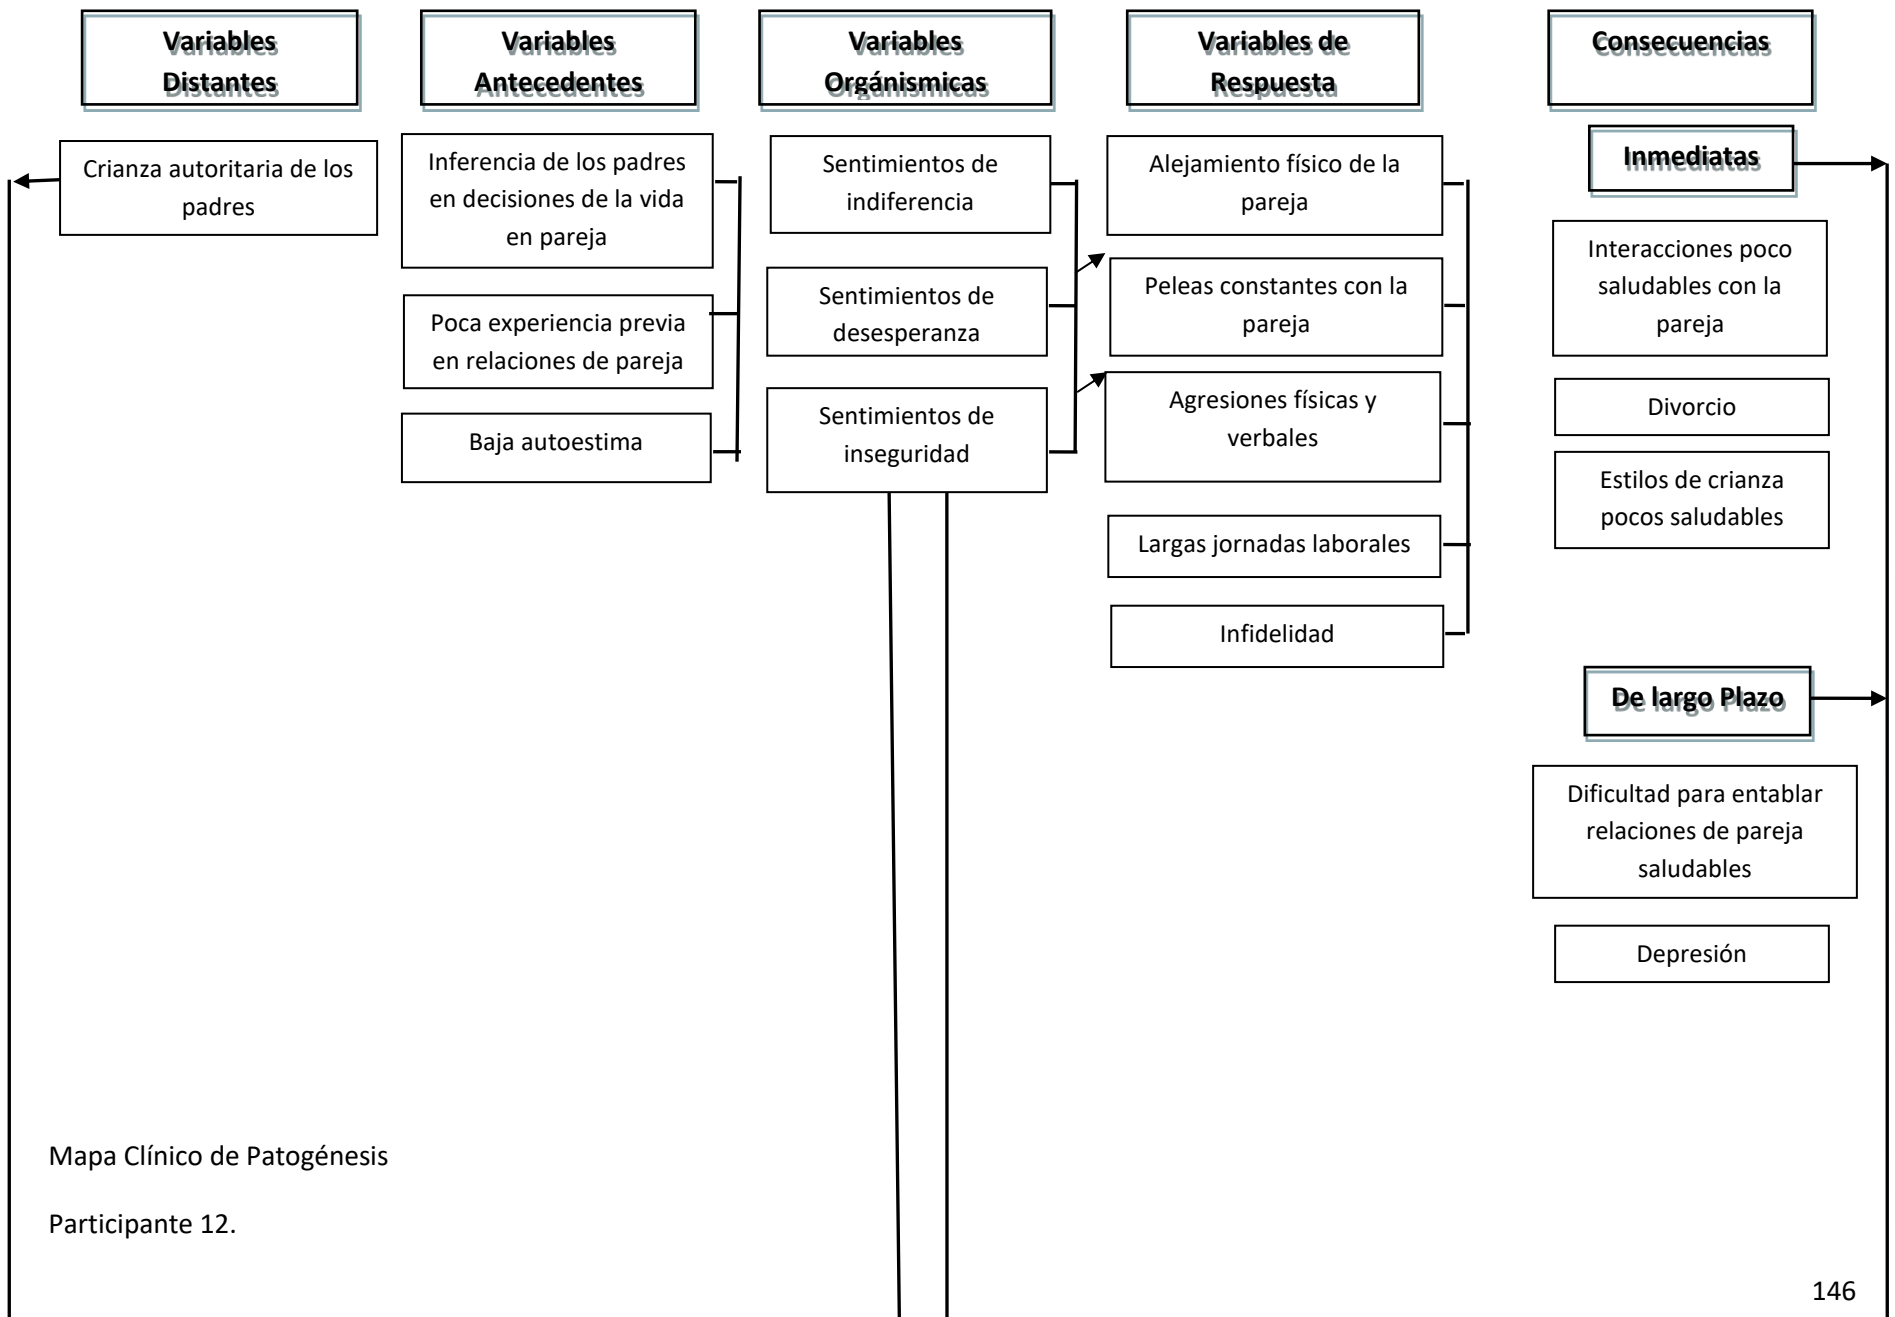 Variables
Distantes
Crianza autoritaria de los
padres
Variables
Antecedentes
Inferencia de los padres
en decisiones de la vida
en pareja
Poca experiencia previa
en relaciones de pareja
Baja autoestima
Variables
Orgánismicas
Sentimientos de
indiferencia
Sentimientos de
desesperanza
Sentimientos de
inseguridad
Variables de
Respuesta
Alejamiento físico de la
pareja
Peleas constantes con la
pareja
Agresiones físicas y
verbales
Largas jornadas laborales
Infidelidad
Consecuencias
Inmediatas
Interacciones poco
saludables con la
pareja
Divorcio
Estilos de crianza
pocos saludables
De largo Plazo
Dificultad para entablar
relaciones de pareja
saludables
Depresión
Mapa Clínico de Patogénesis
Participante 12.
146